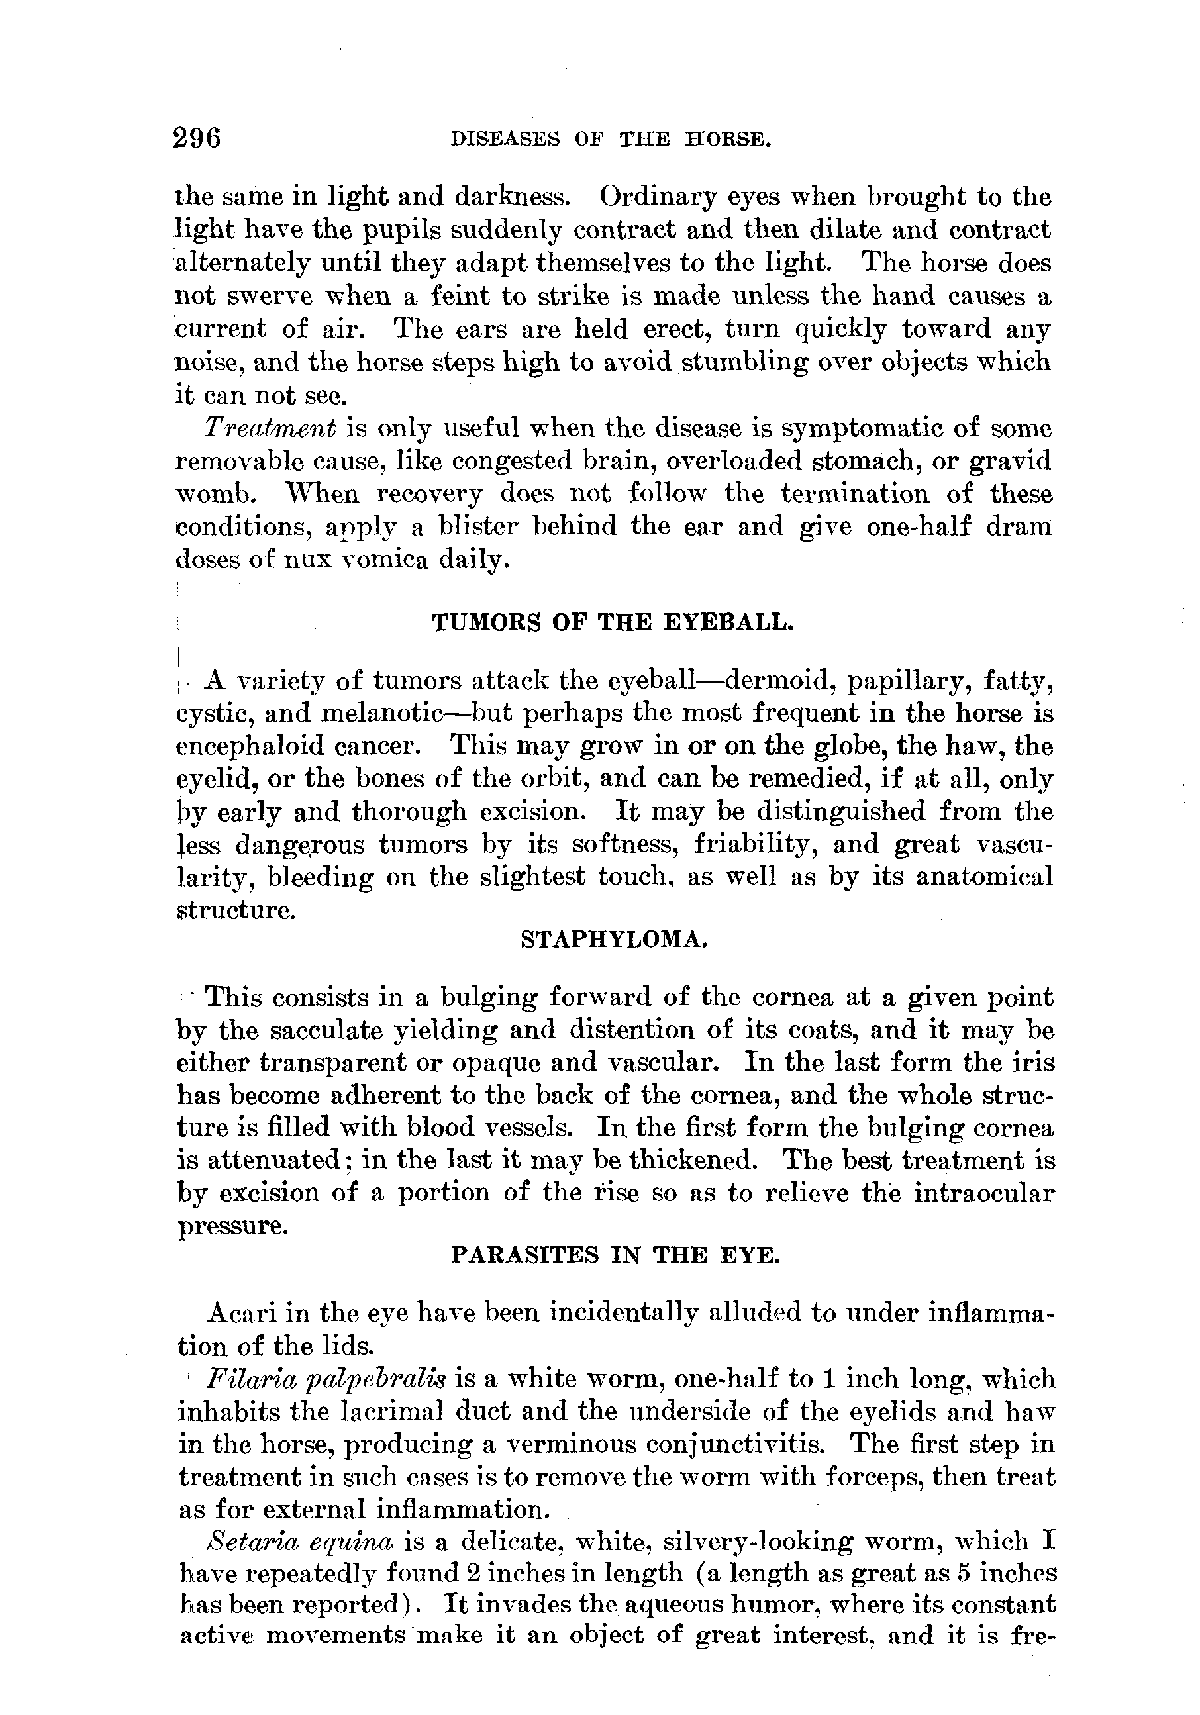 296 DISEASES OF THE HORSE.
the same in light and darkness. Ordinary eyes when brought to the
light have the pupils suddenly contract and then dilate and contract
alternately until they adapt themselves to the light. The horse does
not swerve when a feint to strike is made unless the hand causes a
current of air. The ears are held erect, turn quickly toward any
noise, and the horse steps high to avoid stumbling over objects which
it can not see.
Treatment is only useful when the disease is symptomatic of some
removable cause, like congested brain, overloaded stomach, or gravid
womb. When recovery does not follow the termination of these
conditions, apply a blister behind the ear and give one-half dram
doses of nux vomica daily.
TUMORS OF THE EYEBALL.
A variety of tumors attack the eyeball—dermoid, papillary, fatty,
cystic, and melanotic—but perhaps the most frequent in the horse is
encephaloid cancer. This may grow in or on the globe, the haw, the
eyelid, or the bones of the orbit, and can be remedied, if at all, only
by early and thorough excision. It may be distinguished from the
less dangerous tumors by its softness, friability, and great vascu-
larity, bleeding on the slightest touch, as well as by its anatomical
structure.
STAPHYLOMA.
This consists in a bulging forward of the cornea at a given point
by the sacculate yielding and distention of its coats, and it may be
either transparent or opaque and vascular. In the last form the iris
has become adherent to the back of the cornea, and the whole struc-
ture is filled with blood vessels. In the first form the bulging cornea
is attenuated; in the last it may be thickened. The best treatment is
by excision of a portion of the rise so as to relieve the intraocular
pressure.
PARASITES IN THE EYE.
Acari in the eye have been incidentally alluded to under inflamma-
tion of the lids.
Filaria palpebralis is a white worm, one-half to 1 inch long, which
inhabits the lacrimal duct and the underside of the eyelids and haw
in the horse, producing a verminous conjunctivitis. The first step in
treatment in such cases is to remove the worm with forceps, then treat
as for external inflammation.
Setaria equina is a delicate, white, silvery-looking worm, which I
have repeatedly found 2 inches in length (a length as great as 5 inches
has been reported). It invades the aqueous humor, where its constant
active movements make it an object of great interest, and it is fre-